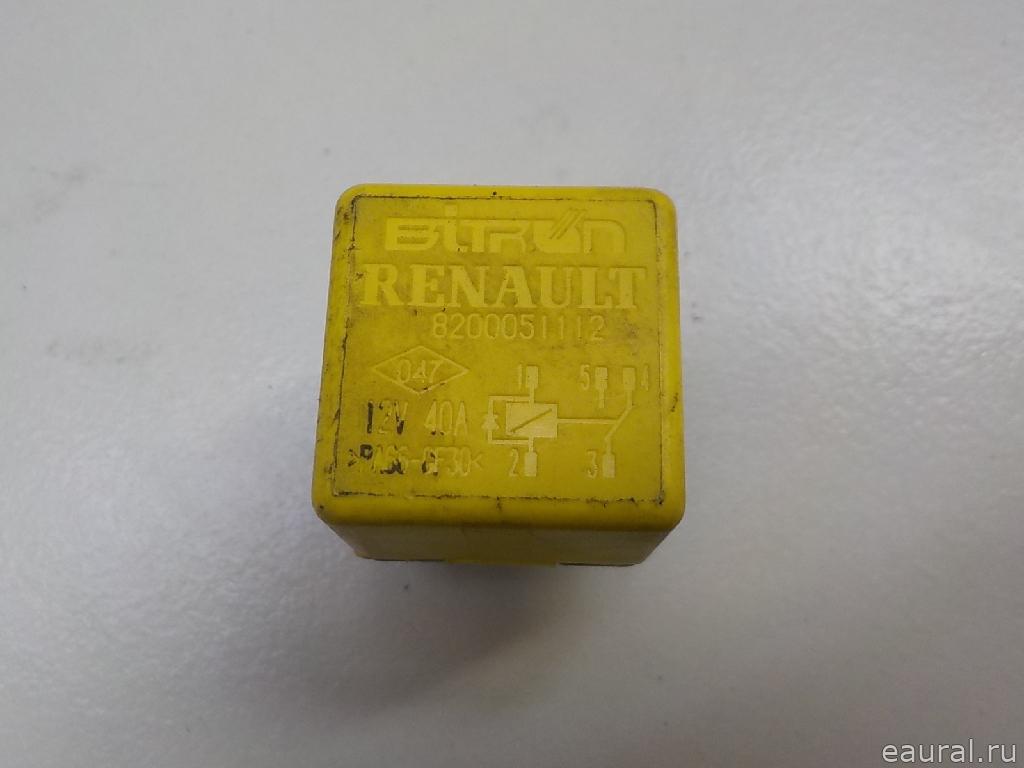 BiTRON
RENAULT
8200051112
047
1 5 4
12V 40A
>PA66-GF30<
2 3
eaural.ru